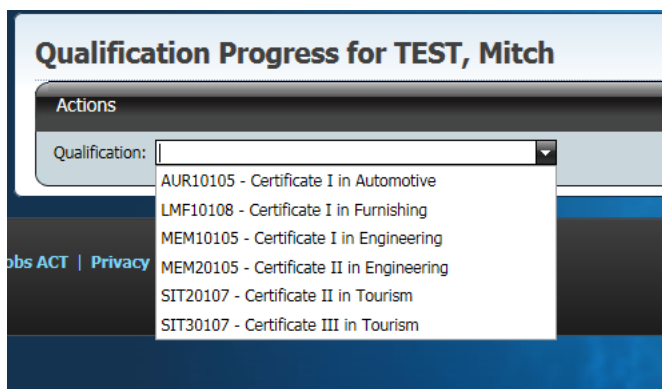 Qualification Progress for TEST, Mitch
Actions
Qualification:
AUR10105 - Certificate I in Automotive
LMF10108 - Certificate I in Furnishing
MEM10105 - Certificate I in Engineering
MEM20105 - Certificate II in Engineering
SIT20107 - Certificate II in Tourism
SIT30107 - Certificate III in Tourism
obs ACT | Privacy